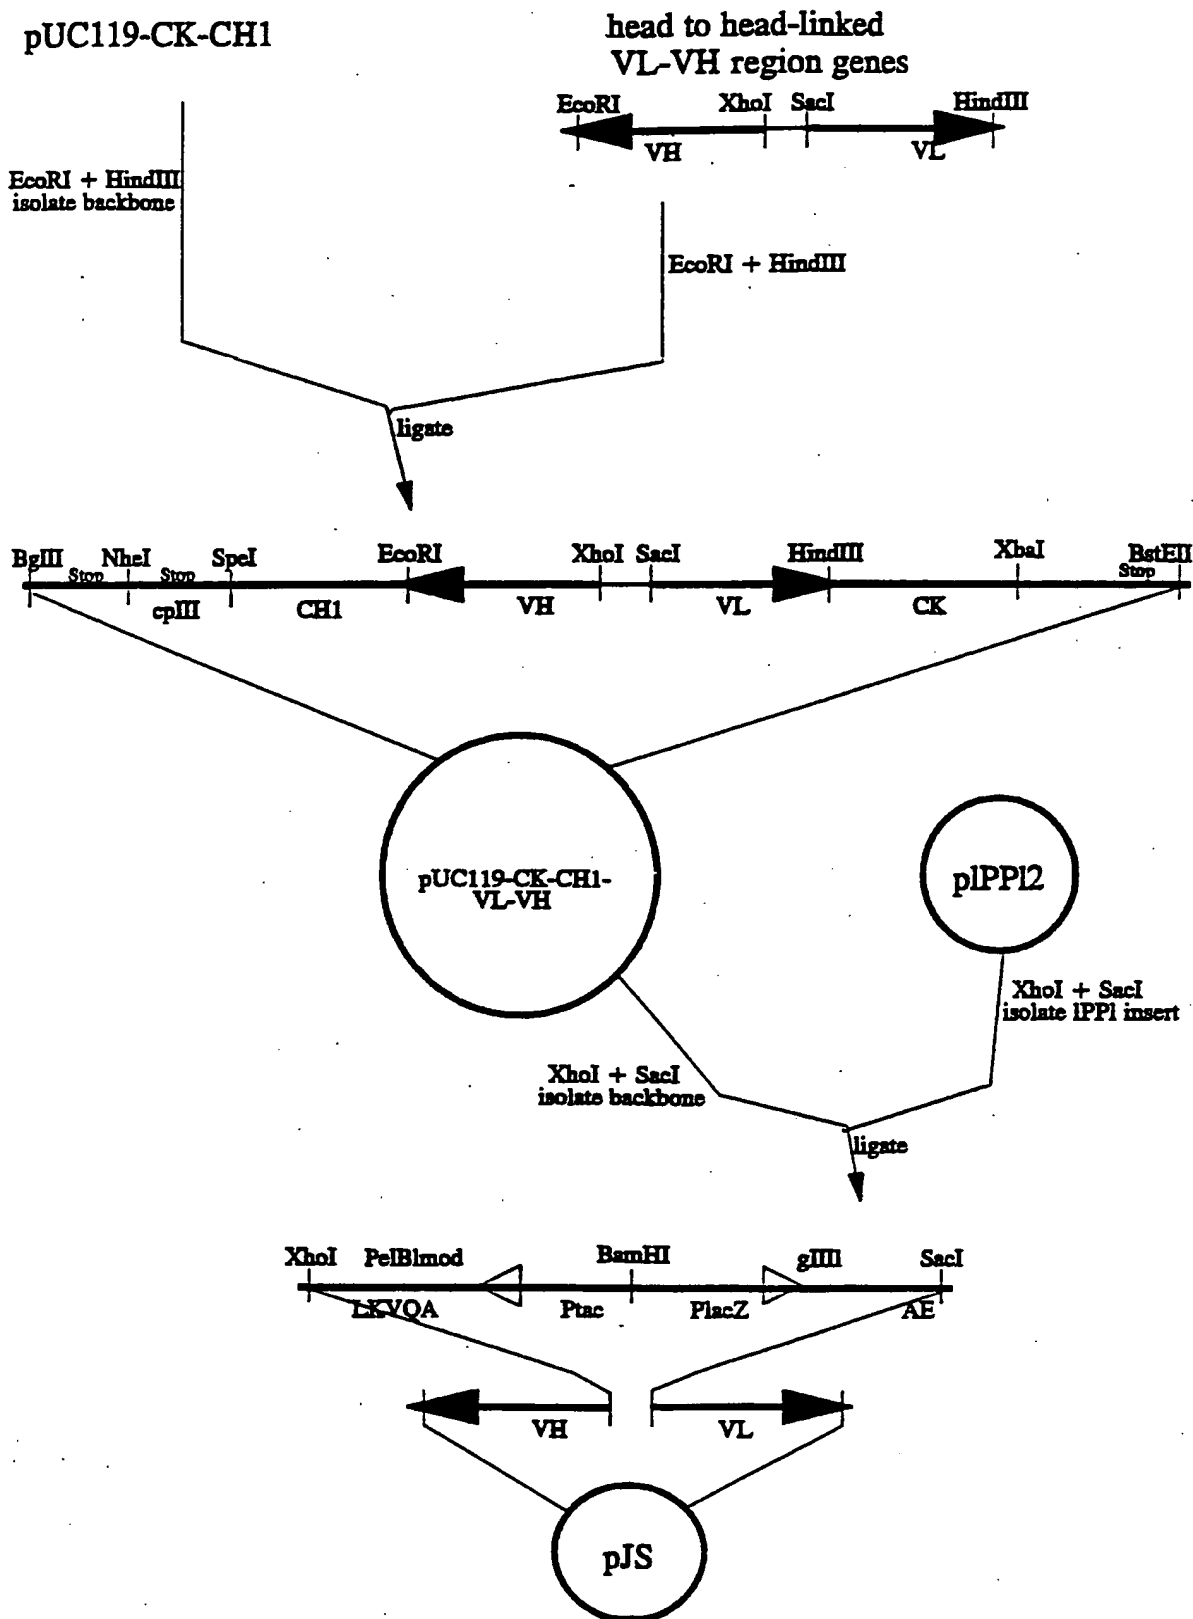 pUC119-CK-CH1
head to head-linked
VL-VH region genes
EcoRI XhoI SacI HindIII
VH VL
EcoRI + HindIII
isolate backbone
EcoRI + HindIII
ligate
BglII NheI SpeI EcoRI XhoI SacI HindIII XbaI BstEII
Stop Stop Stop
cpIII CH1 VH VL CK
pUC119-CK-CH1-
VL-VH
plPPl2
XhoI + SacI
isolate lPPl insert
XhoI + SacI
isolate backbone
ligate
XhoI PelBlmod BamHI gIIIl SacI
LKVQA Ptac PlacZ AE
VH VL
pJS